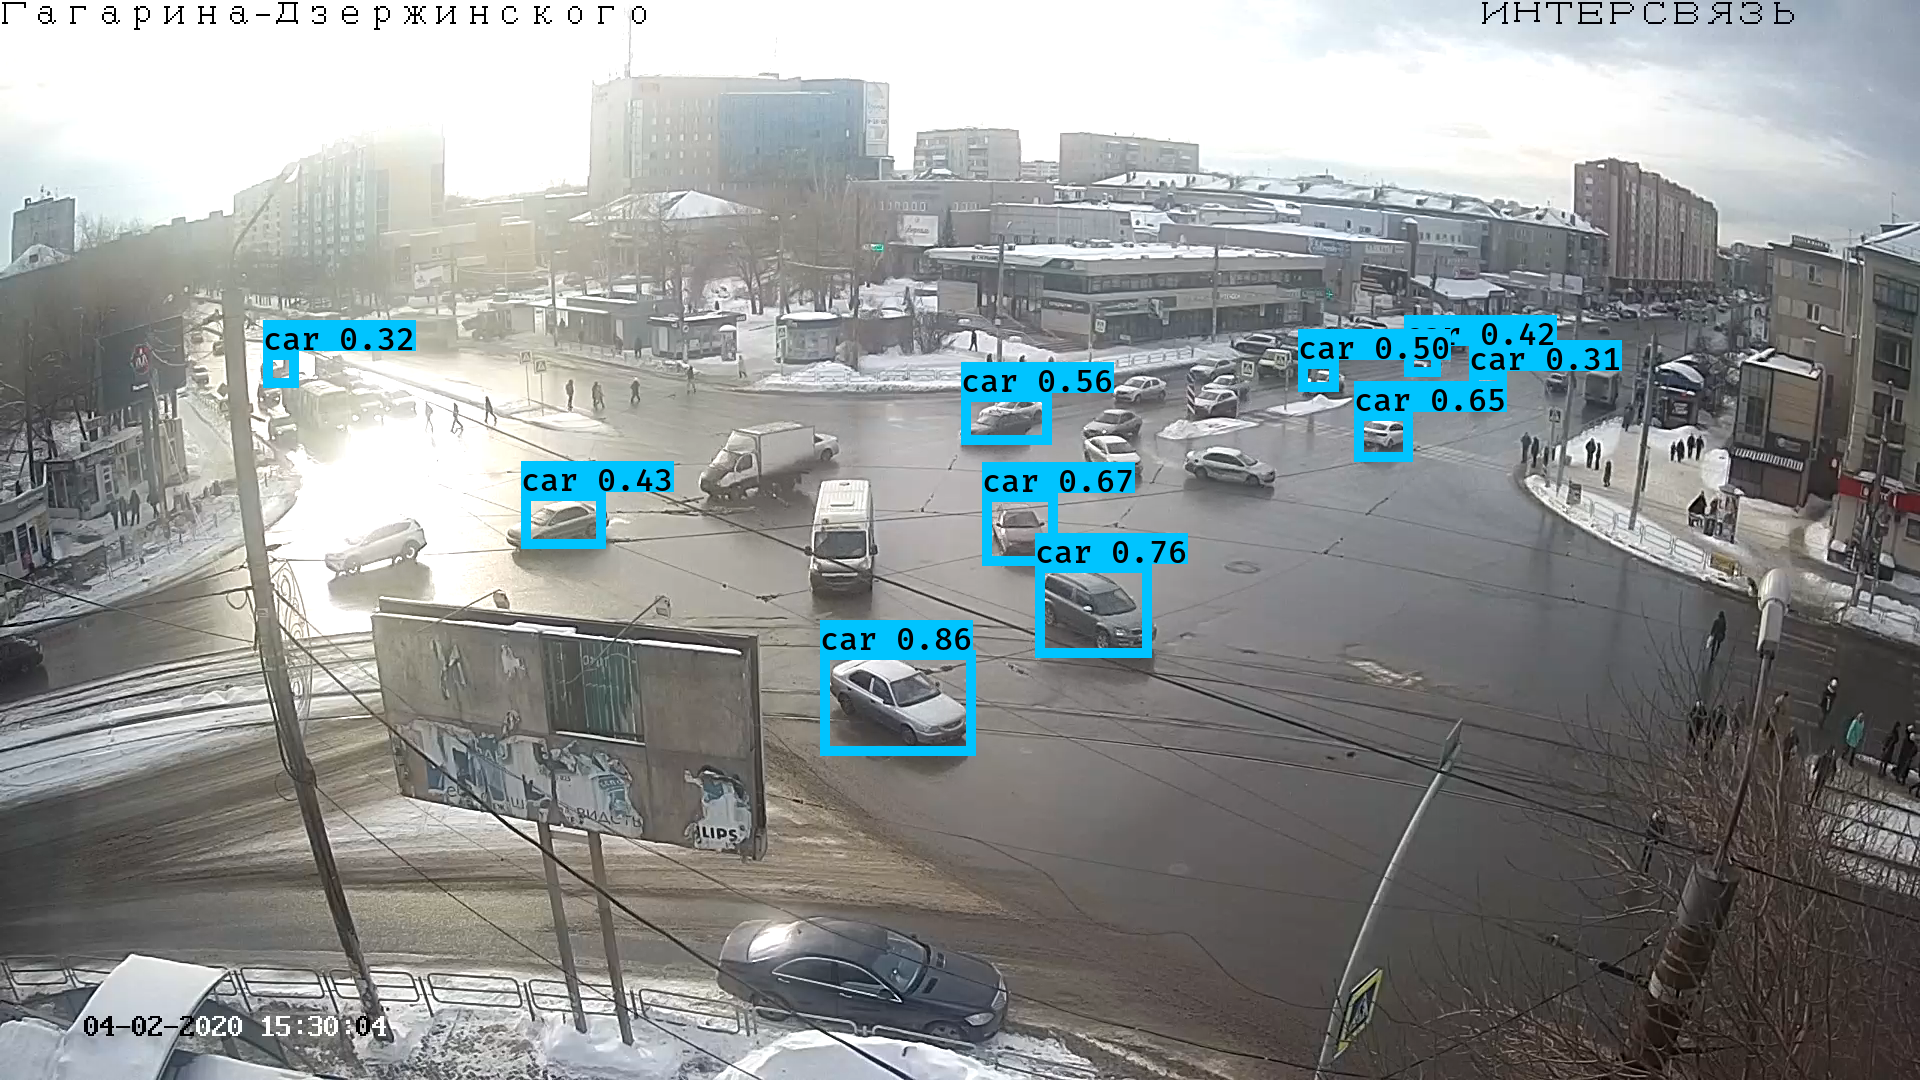 Гагарина-Дзержинского
ИНТЕРСВЯЗЬ
car 0.32
car 0.42
car 0.50
car 0.31
car 0.56
car 0.65
car 0.43
car 0.67
car 0.76
car 0.86
ВИДАСТЬ
LIPS
04-02-2020 15:30:04